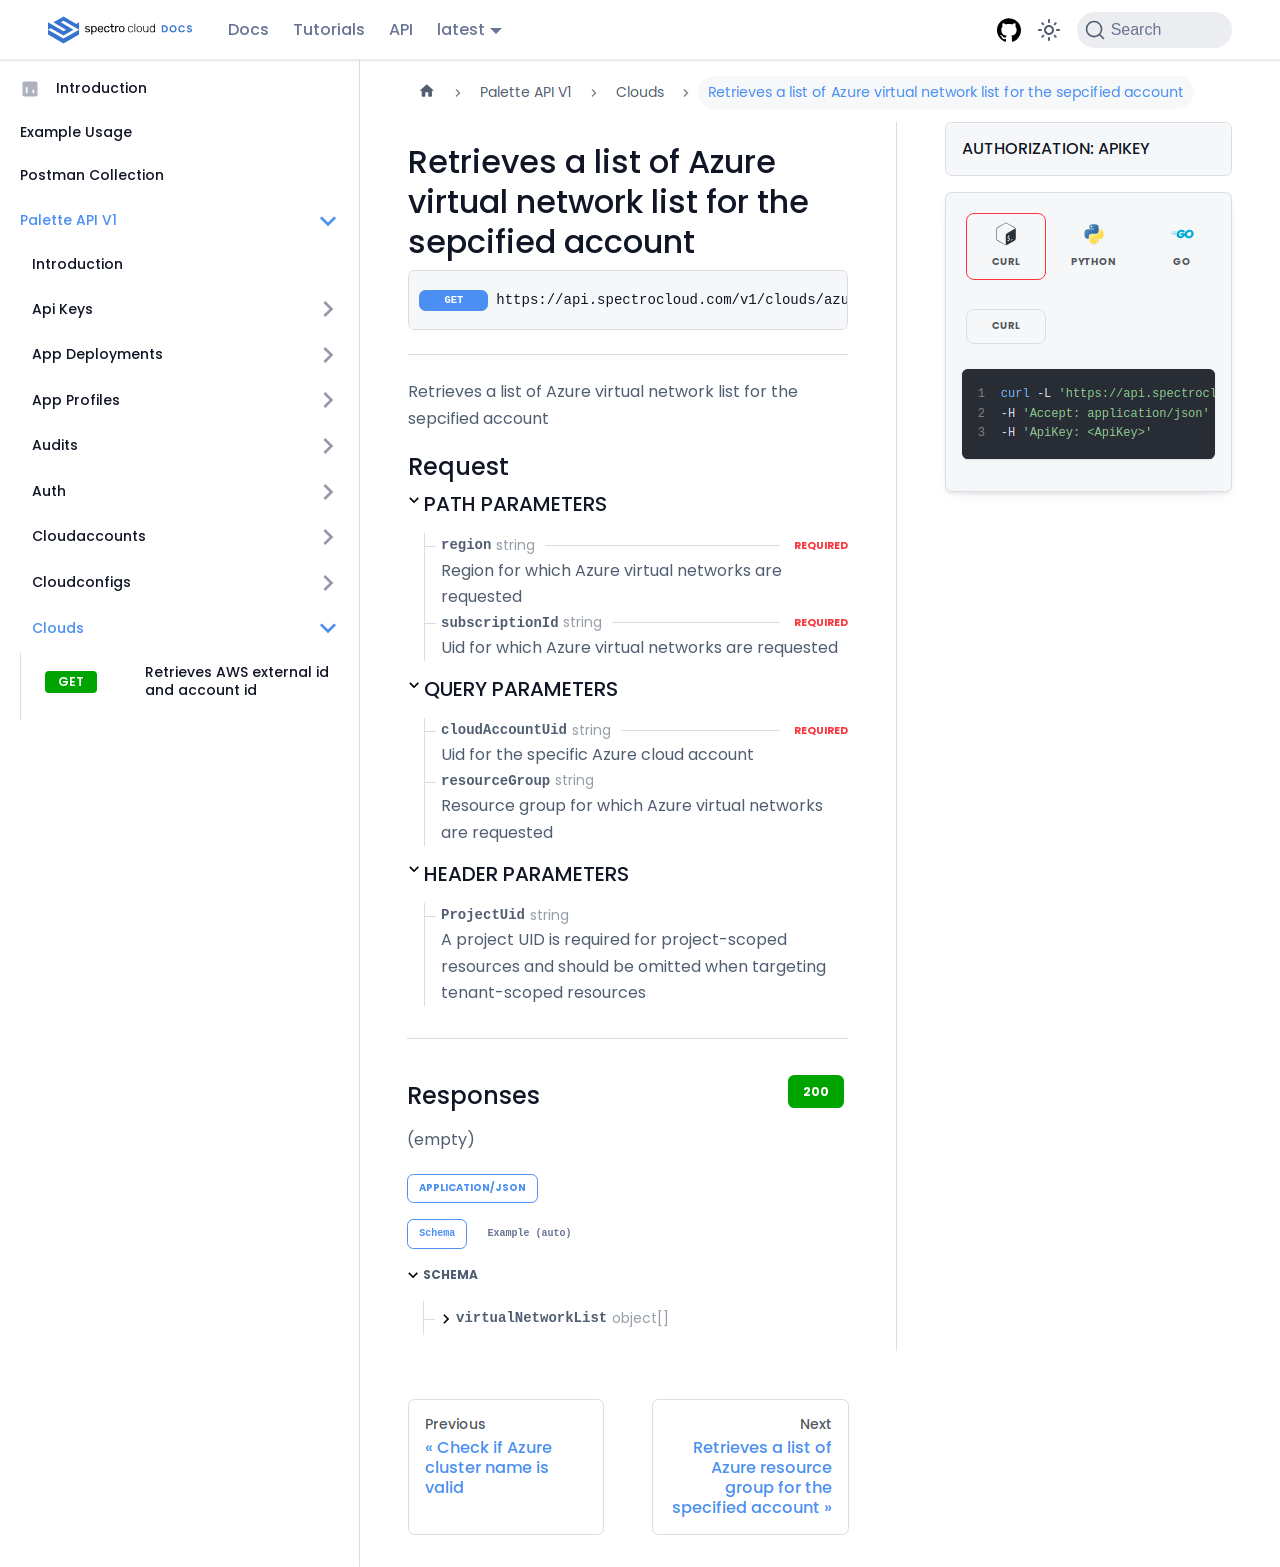 spectro cloud DOCS
Docs
Tutorials
API
latest
Search
Introduction
Example Usage
Postman Collection
Palette API V1
Introduction
Api Keys
App Deployments
App Profiles
Audits
Auth
Cloudaccounts
Cloudconfigs
Clouds
GET
Retrieves AWS external id
and account id
Palette API V1
Clouds
Retrieves a list of Azure virtual network list for the sepcified account
Retrieves a list of Azure
virtual network list for the
sepcified account
GET https://api.spectrocloud.com/v1/clouds/azu
Retrieves a list of Azure virtual network list for the
sepcified account
Request
PATH PARAMETERS
region string REQUIRED
Region for which Azure virtual networks are
requested
subscriptionId string REQUIRED
Uid for which Azure virtual networks are requested
QUERY PARAMETERS
cloudAccountUid string REQUIRED
Uid for the specific Azure cloud account
resourceGroup string
Resource group for which Azure virtual networks
are requested
HEADER PARAMETERS
ProjectUid string
A project UID is required for project-scoped
resources and should be omitted when targeting
tenant-scoped resources
Responses
200
(empty)
APPLICATION/JSON
Schema
Example (auto)
SCHEMA
virtualNetworkList object[]
Previous
« Check if Azure
cluster name is
valid
Next
Retrieves a list of
Azure resource
group for the
specified account »
AUTHORIZATION: APIKEY
CURL
PYTHON
GO
CURL
1 curl -L 'https://api.spectrocl
2 -H 'Accept: application/json'
3 -H 'ApiKey: <ApiKey>'